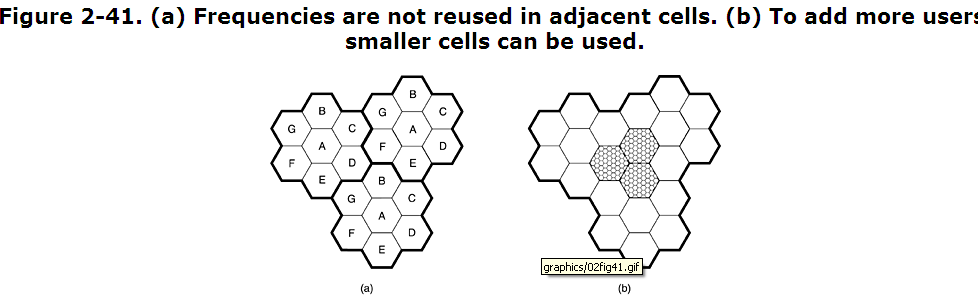 Figure 2-41. (a) Frequencies are not reused in adjacent cells. (b) To add more users
smaller cells can be used.
B
G
C
A
F
D
E
B
G
C
A
F
D
E
B
G
C
A
F
D
E
graphics/02fig41.gif
(a)
(b)